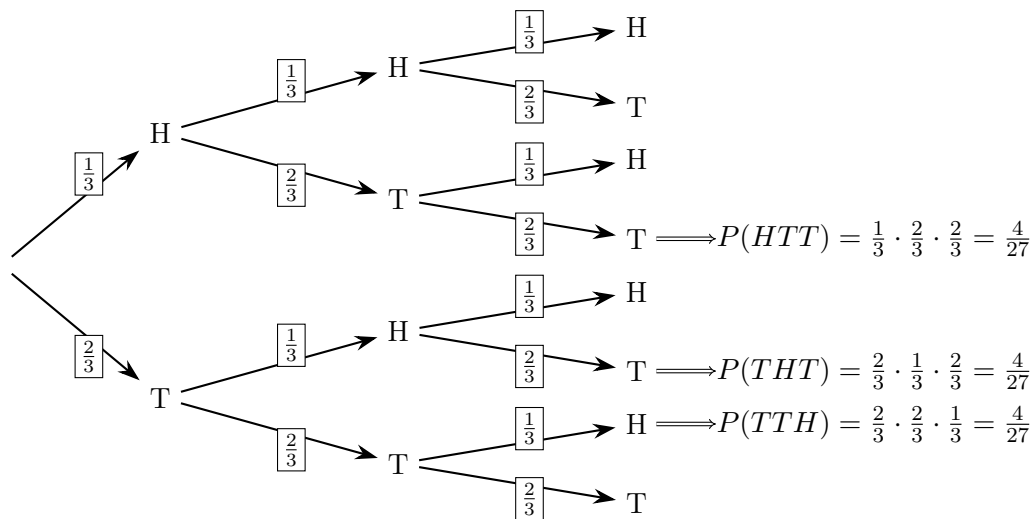 H
1/3
H
1/3
2/3
T
H
1/3
1/3
H
2/3
1/3
T
2/3
T ⟹ P(HTT) = 1/3 · 2/3 · 2/3 = 4/27
H
1/3
2/3
1/3
H
2/3
T ⟹ P(THT) = 2/3 · 1/3 · 2/3 = 4/27
T
1/3
H ⟹ P(TTH) = 2/3 · 2/3 · 1/3 = 4/27
2/3
T
2/3
T